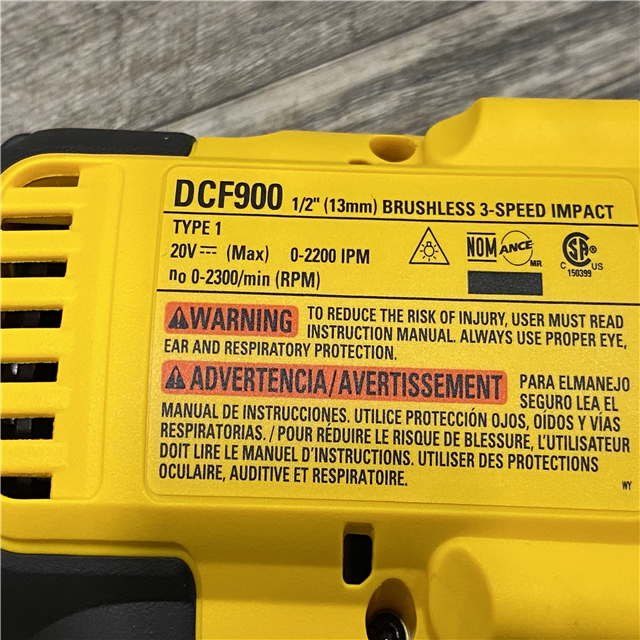 DCF900 1/2" (13mm) BRUSHLESS 3-SPEED IMPACT
TYPE 1
20V⎓ (Max) 0-2200 IPM
n₀ 0-2300/min (RPM)
NOM ANCE MR
SA® C US 150399
WARNING TO REDUCE THE RISK OF INJURY, USER MUST READ
INSTRUCTION MANUAL. ALWAYS USE PROPER EYE,
EAR AND RESPIRATORY PROTECTION.
ADVERTENCIA/AVERTISSEMENT PARA ELMANEJO
SEGURO LEA EL
MANUAL DE INSTRUCCIONES. UTILICE PROTECCIÓN OJOS, OÍDOS Y VÍAS
RESPIRATORIAS. / POUR RÉDUIRE LE RISQUE DE BLESSURE, L'UTILISATEUR
DOIT LIRE LE MANUEL D'INSTRUCTIONS. UTILISER DES PROTECTIONS
OCULAIRE, AUDITIVE ET RESPIRATOIRE.
WY